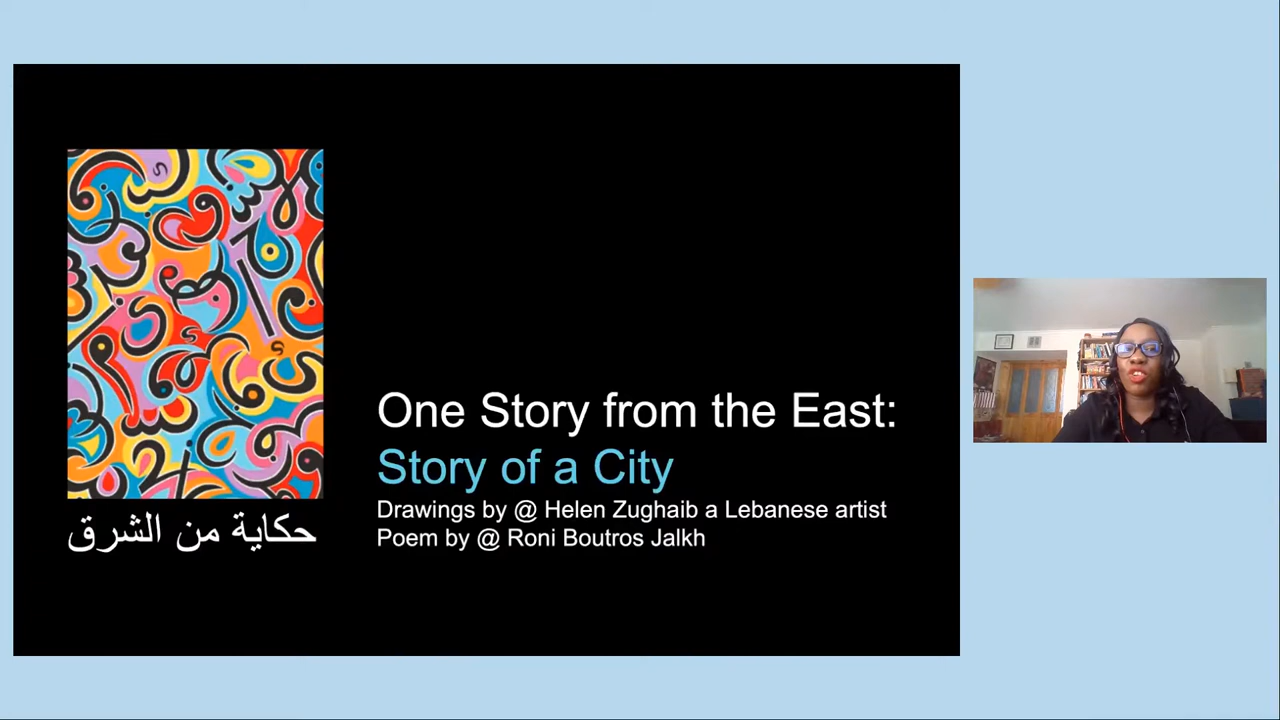 One Story from the East:
Story of a City
Drawings by @ Helen Zughaib a Lebanese artist
Poem by @ Roni Boutros Jalkh
حكاية من الشرق